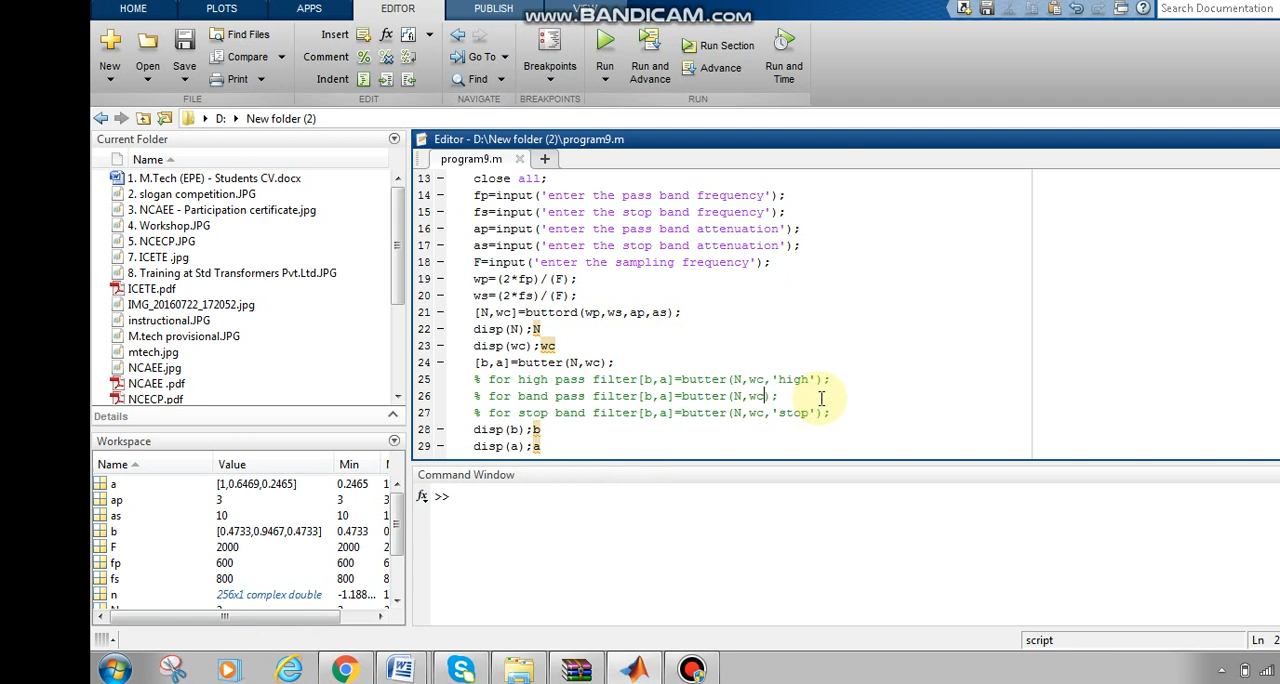 www.BANDICAM.com
HOME PLOTS APPS EDITOR PUBLISH VIEW
Search Documentation
New Open Save Find Files Compare Print
Insert fx Comment % Indent
Go To Find
Breakpoints
Run Run and Advance Run Section Advance Run and Time
FILE EDIT NAVIGATE BREAKPOINTS RUN
D: New folder (2)
Current Folder
Name
1. M.Tech (EPE) - Students CV.docx
2. slogan competition.JPG
3. NCAEE - Participation certificate.jpg
4. Workshop.JPG
5. NCECP.JPG
7. ICETE .jpg
8. Training at Std Transformers Pvt.Ltd.JPG
ICETE.pdf
IMG_20160722_172052.jpg
instructional.JPG
M.tech provisional.JPG
mtech.jpg
NCAEE.jpg
NCAEE .pdf
NCECP.pdf
Details
Workspace
Name Value Min
a [1,0.6469,0.2465] 0.2465 1
ap 3 3 3
as 10 10 1
b [0.4733,0.9467,0.4733] 0.4733 0
F 2000 2000 2
fp 600 600 6
fs 800 800 8
n 256x1 complex double -1.188...
Editor - D:\New folder (2)\program9.m
program9.m
13 - close all;
14 - fp=input('enter the pass band frequency');
15 - fs=input('enter the stop band frequency');
16 - ap=input('enter the pass band attenuation');
17 - as=input('enter the stop band attenuation');
18 - F=input('enter the sampling frequency');
19 - wp=(2*fp)/(F);
20 - ws=(2*fs)/(F);
21 - [N,wc]=buttord(wp,ws,ap,as);
22 - disp(N);N
23 - disp(wc);wc
24 - [b,a]=butter(N,wc);
25 % for high pass filter[b,a]=butter(N,wc,'high');
26 % for band pass filter[b,a]=butter(N,wc);
27 % for stop band filter[b,a]=butter(N,wc,'stop');
28 - disp(b);b
29 - disp(a);a
Command Window
fx >>
script Ln 2